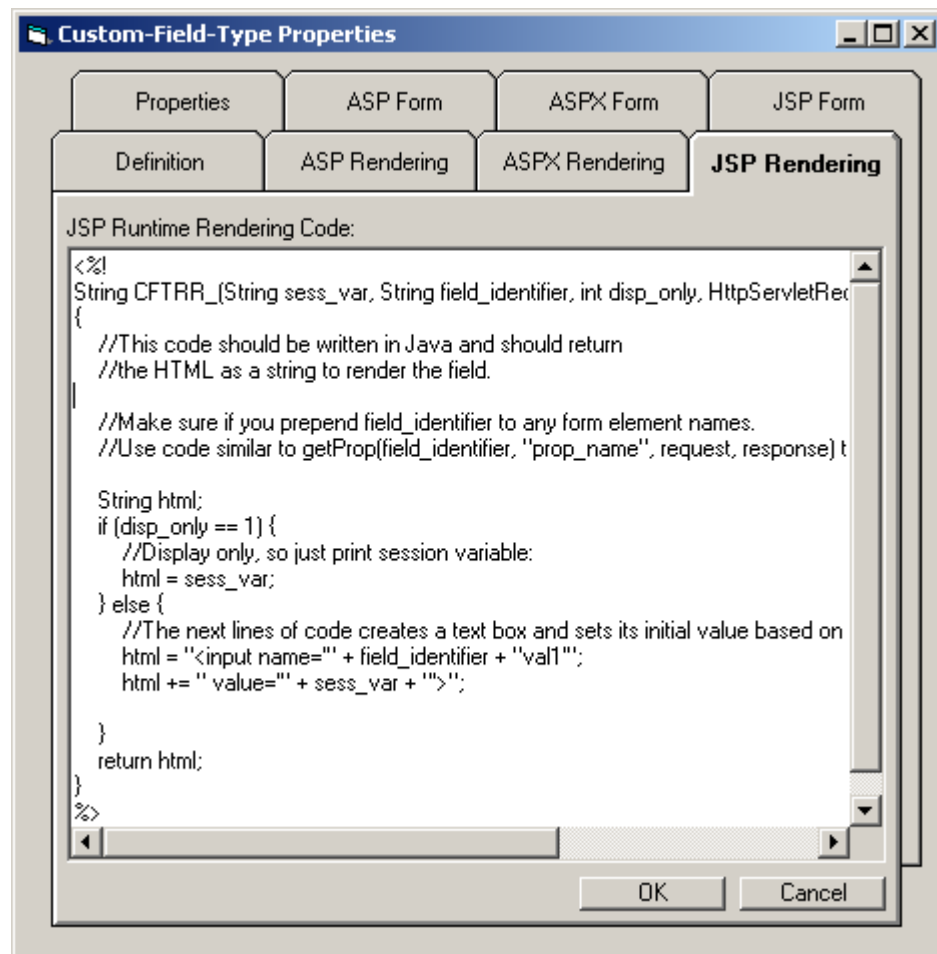 Custom-Field-Type Properties
Properties
ASP Form
ASPX Form
JSP Form
Definition
ASP Rendering
ASPX Rendering
JSP Rendering
JSP Runtime Rendering Code:
<%!
String CFTRR_(String sess_var, String field_identifier, int disp_only, HttpServletRec
{
//This code should be written in Java and should return
//the HTML as a string to render the field.
//Make sure if you prepend field_identifier to any form element names.
//Use code similar to getProp(field_identifier, "prop_name", request, response) t
String html;
if (disp_only == 1) {
//Display only, so just print session variable:
html = sess_var;
} else {
//The next lines of code creates a text box and sets its initial value based on
html = "<input name='" + field_identifier + "val1'";
html += " value='" + sess_var + "'>";
}
return html;
}
%>
OK
Cancel